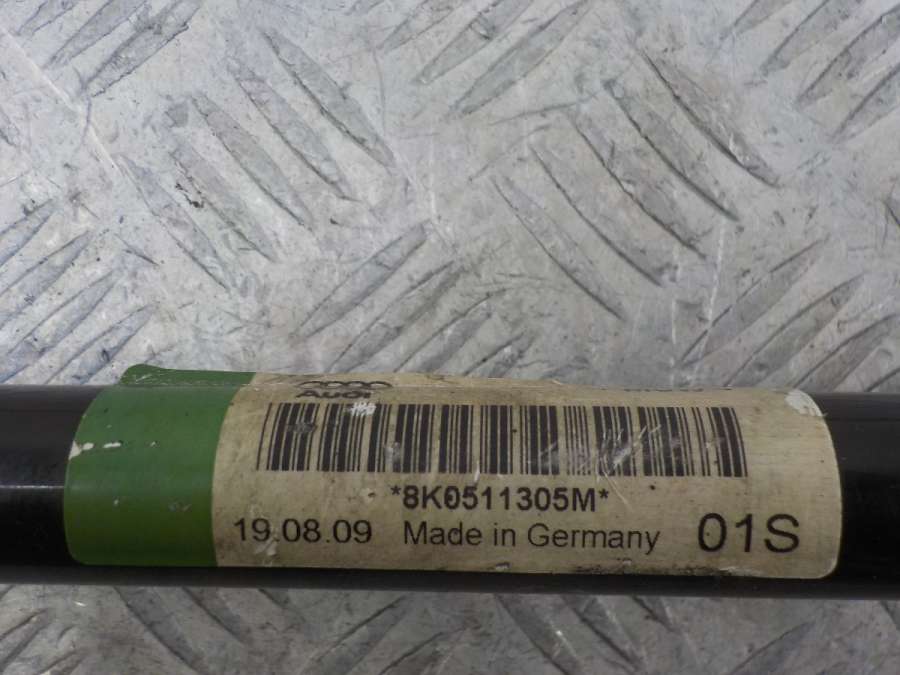 Audi
*8K0511305M*
19.08.09 Made in Germany 01S